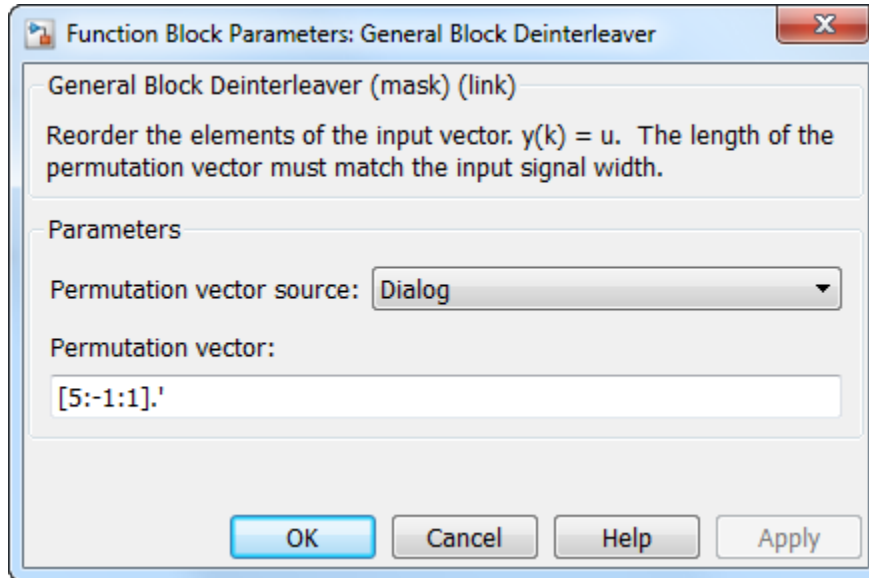 Function Block Parameters: General Block Deinterleaver
General Block Deinterleaver (mask) (link)
Reorder the elements of the input vector. y(k) = u.  The length of the
permutation vector must match the input signal width.
Parameters
Permutation vector source: Dialog
Permutation vector:
[5:-1:1].'
OK Cancel Help Apply